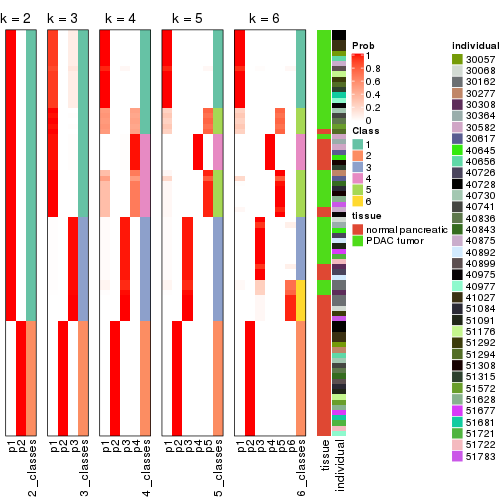 k = 2
k = 3
k = 4
k = 5
k = 6
p1
p2
2_classes
p1
p2
p3
3_classes
p1
p2
p3
p4
4_classes
p1
p2
p3
p4
p5
5_classes
p1
p2
p3
p4
p5
p6
6_classes
tissue
individual
Prob
1
0.8
0.6
0.4
0.2
0
Class
1
2
3
4
5
6
tissue
normal pancreatic
PDAC tumor
individual
30057
30068
30162
30277
30308
30364
30582
30617
40645
40656
40726
40728
40730
40741
40836
40843
40875
40892
40899
40975
40977
41027
51084
51091
51176
51292
51294
51308
51315
51572
51628
51677
51681
51721
51722
51783